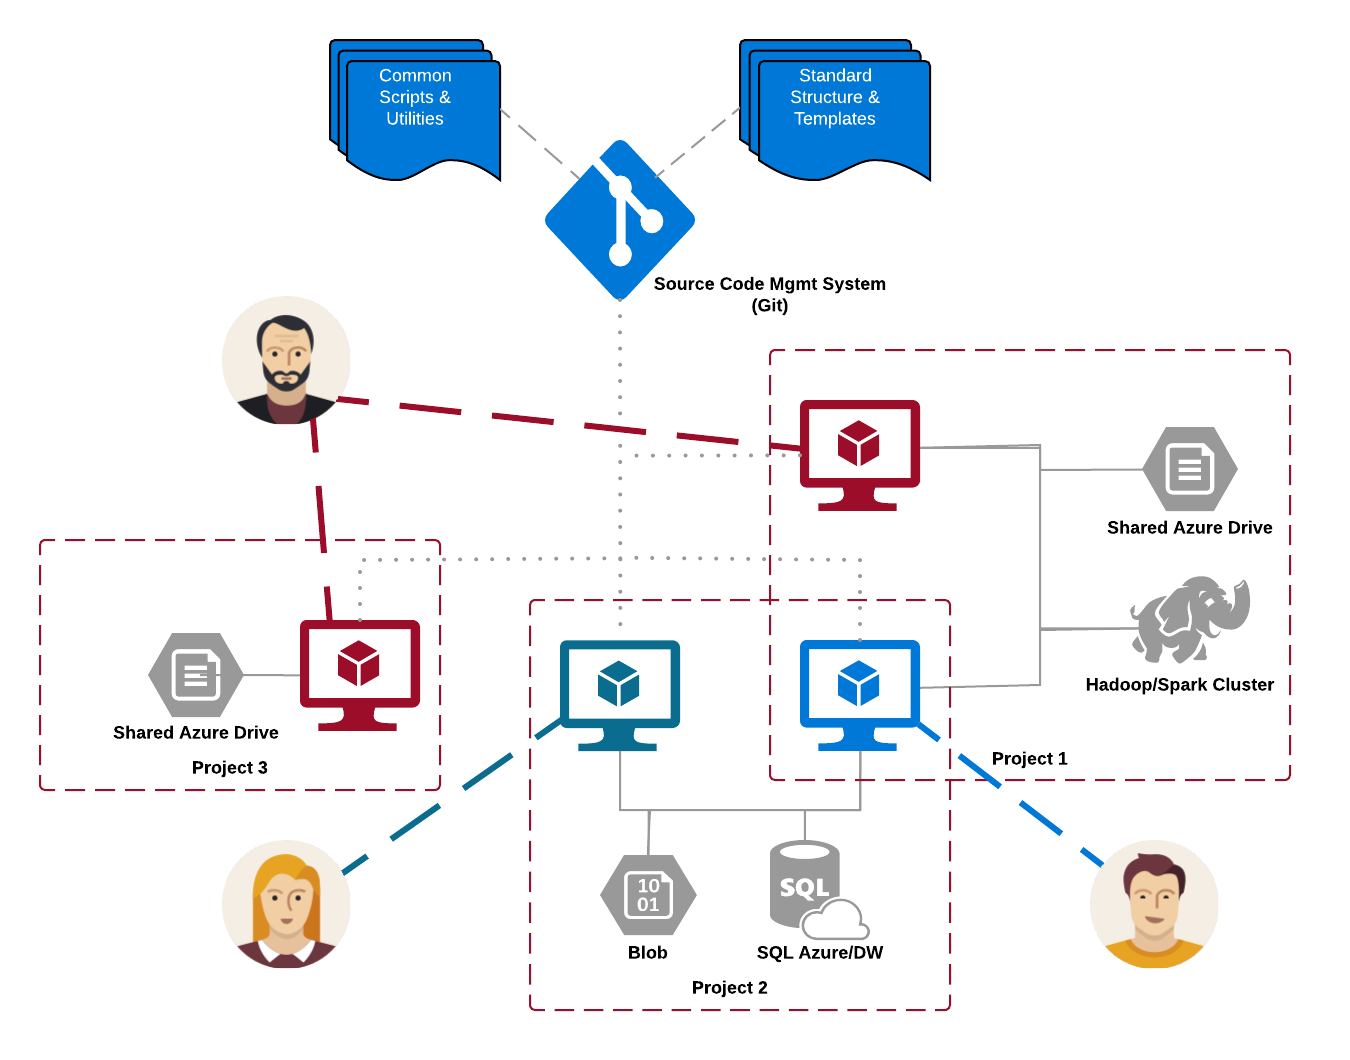 Common
Scripts &
Utilities
Standard
Structure &
Templates
Source Code Mgmt System
(Git)
Shared Azure Drive
Hadoop/Spark Cluster
Project 1
Shared Azure Drive
Project 3
10
01
Blob
SQL
SQL Azure/DW
Project 2